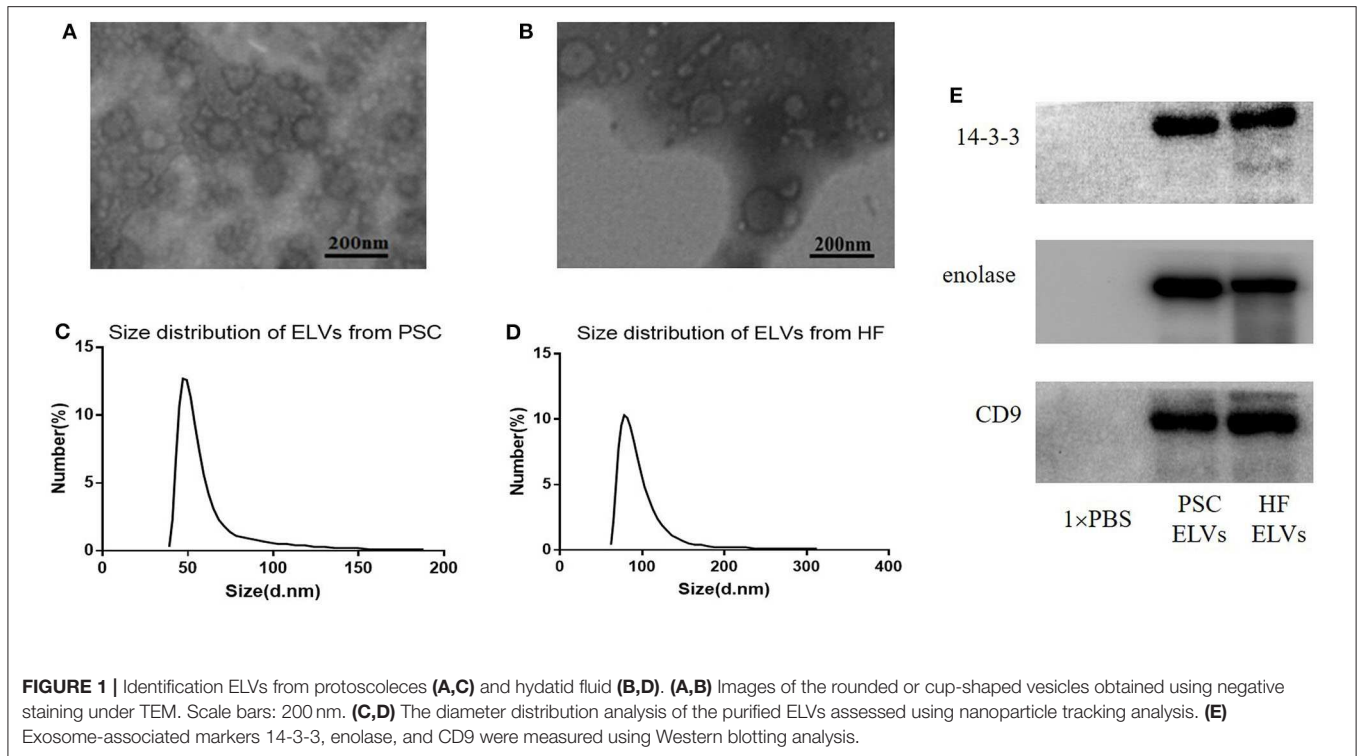 A
B
200nm
200nm
C Size distribution of ELVs from PSC
15
10
5
0
Number(%)
0 50 100 150 200
Size(d.nm)
D Size distribution of ELVs from HF
15
10
5
0
Number(%)
0 100 200 300 400
Size(d.nm)
E
14-3-3
enolase
CD9
1×PBS
PSC
ELVs
HF
ELVs
FIGURE 1 | Identification ELVs from protoscoleces (A,C) and hydatid fluid (B,D). (A,B) Images of the rounded or cup-shaped vesicles obtained using negative
staining under TEM. Scale bars: 200 nm. (C,D) The diameter distribution analysis of the purified ELVs assessed using nanoparticle tracking analysis. (E)
Exosome-associated markers 14-3-3, enolase, and CD9 were measured using Western blotting analysis.